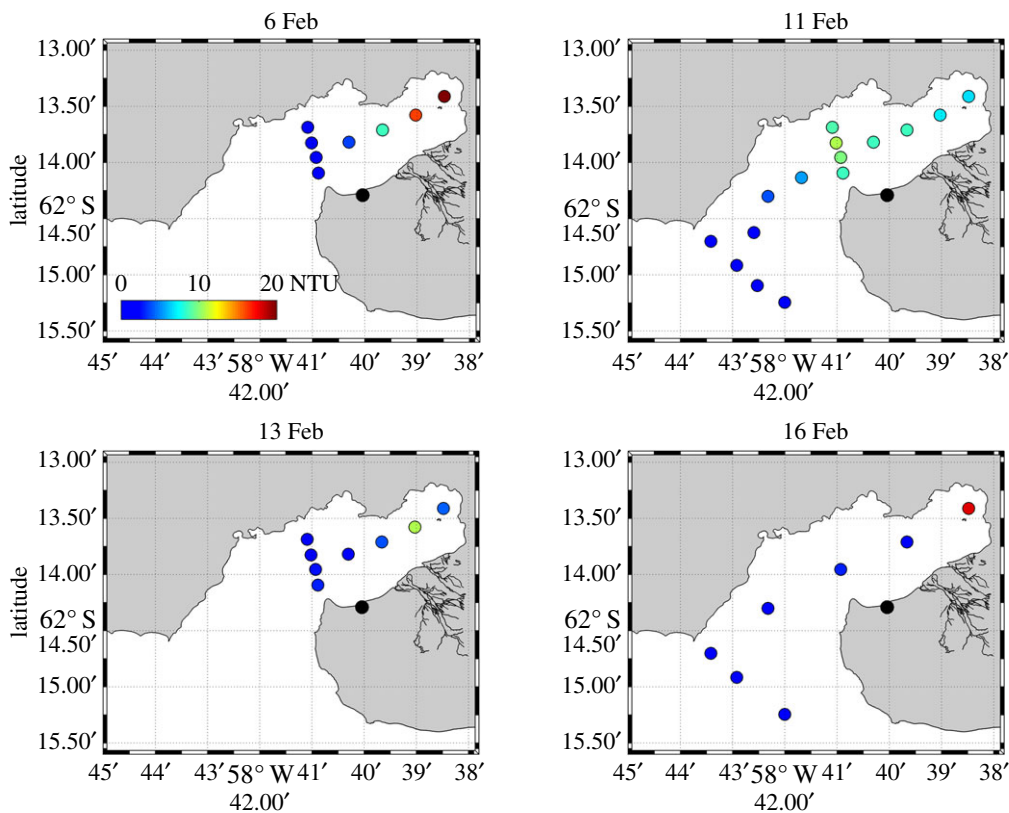 6 Feb
13.00′
13.50′
14.00′
62° S
14.50′
15.00′
15.50′
latitude
0 10 20 NTU
45′ 44′ 43′ 58° W 41′ 40′ 39′ 38′
42.00′
11 Feb
13.00′
13.50′
14.00′
62° S
14.50′
15.00′
15.50′
45′ 44′ 43′ 58° W 41′ 40′ 39′ 38′
42.00′
13 Feb
13.00′
13.50′
14.00′
62° S
14.50′
15.00′
15.50′
latitude
45′ 44′ 43′ 58° W 41′ 40′ 39′ 38′
42.00′
16 Feb
13.00′
13.50′
14.00′
62° S
14.50′
15.00′
15.50′
45′ 44′ 43′ 58° W 41′ 40′ 39′ 38′
42.00′